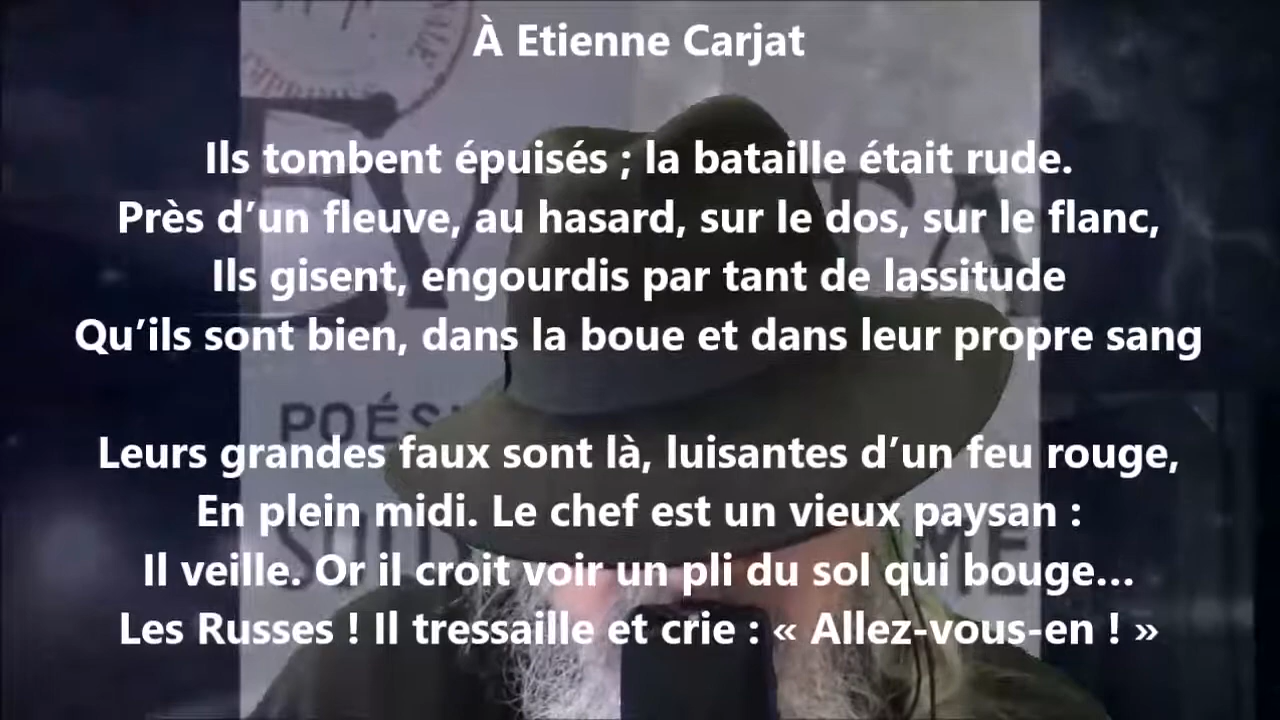 À Etienne Carjat
Ils tombent épuisés ; la bataille était rude.
Près d’un fleuve, au hasard, sur le dos, sur le flanc,
Ils gisent, engourdis par tant de lassitude
Qu’ils sont bien, dans la boue et dans leur propre sang
Leurs grandes faux sont là, luisantes d’un feu rouge,
En plein midi. Le chef est un vieux paysan :
Il veille. Or il croit voir un pli du sol qui bouge...
Les Russes ! Il tressaille et crie : « Allez-vous-en ! »